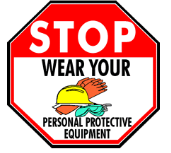 STOP
WEAR YOUR
PERSONAL PROTECTIVE
EQUIPMENT